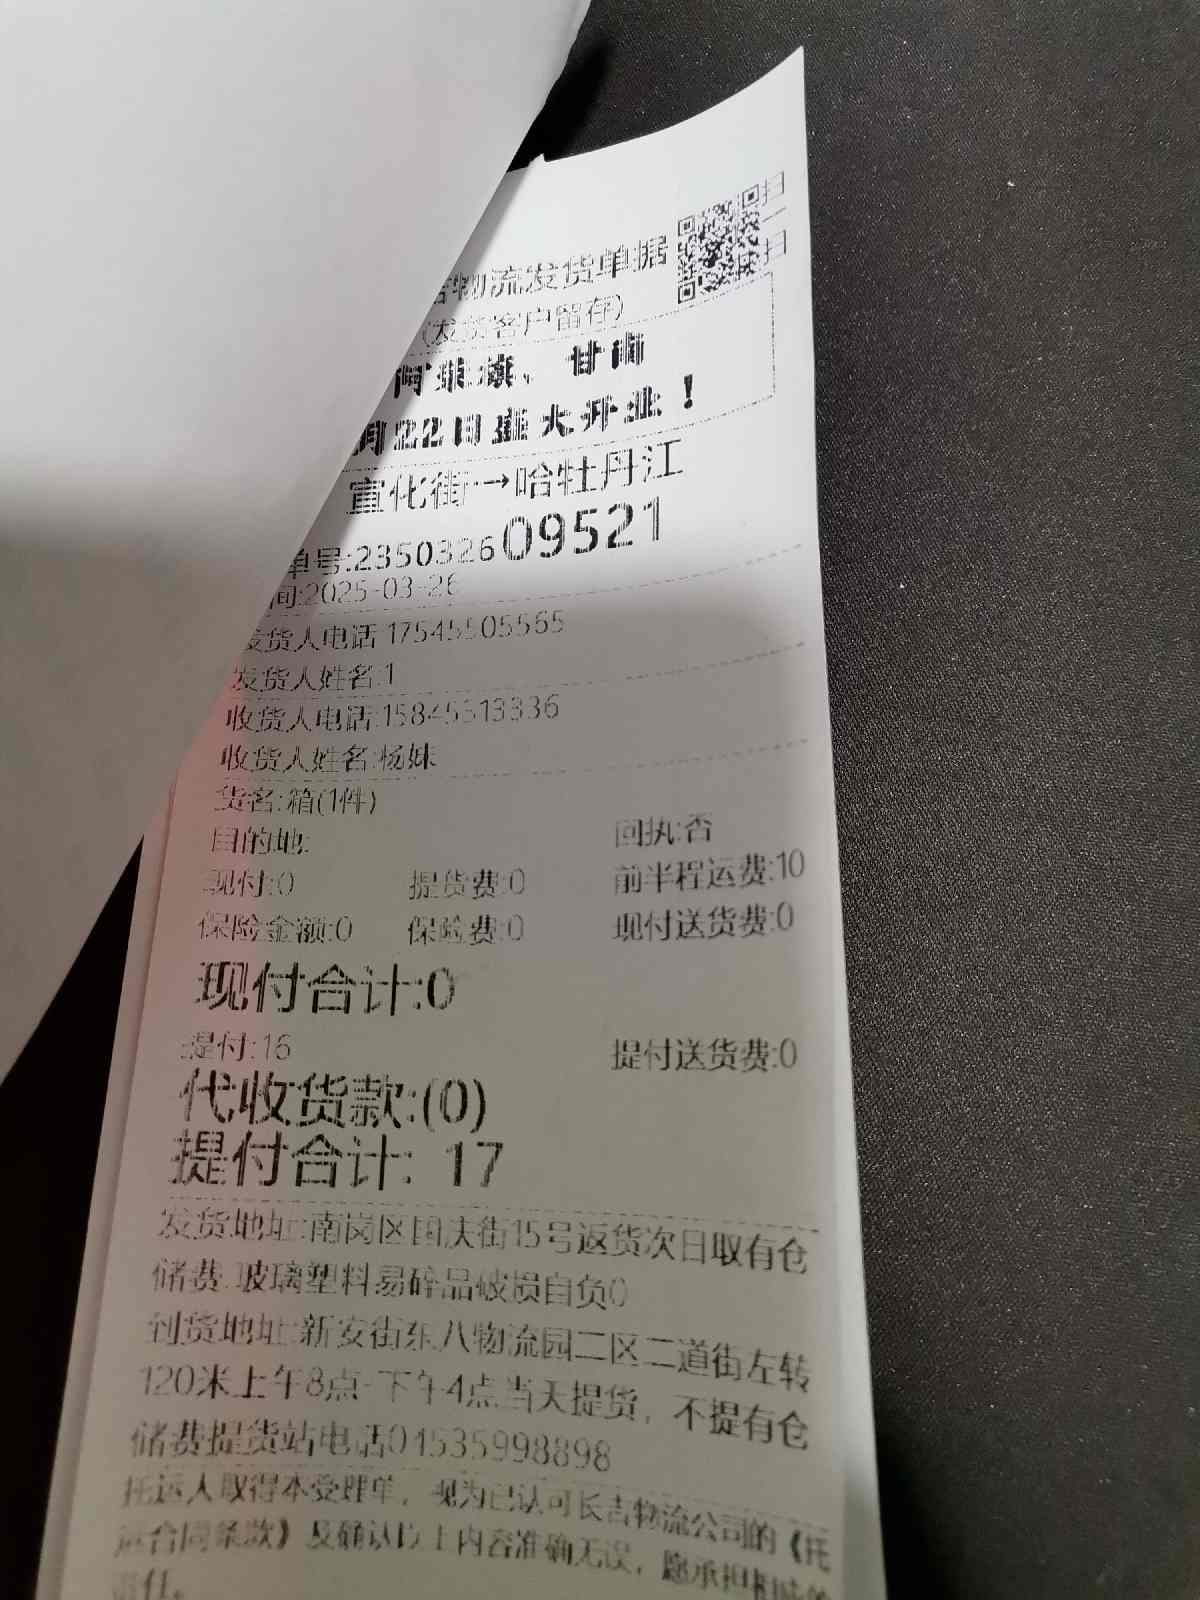 扫一扫
物流发货单据
(发货客户留存)
阿荣旗、甘南
月22日盛大开业！
宣化街→哈牡丹江
单号:235032609521
间:2025-03-26
发货人电话 17545505565
发货人姓名:1
收货人电话:15845313336
收货人姓名:杨妹
货名:箱(1件)
目的地: 回执:否
现付:0 提货费:0 前半程运费:10
保险金额:0 保险费:0 现付送货费:0
现付合计:0
提付:16 提付送货费:0
代收货款:(0)
提付合计: 17
发货地址:南岗区国庆街15号返货次日取有仓
储费.玻璃塑料易碎品破损自负0
到货地址:新安街东八物流园二区二道街左转
120米上午8点-下午4点当天提货，不提有仓
储费提货站电话04535998898
托运人取得本受理单，视为已认可长吉物流公司的《托
运合同条款》及确认以上内容准确无误，愿承担相应的
责任。